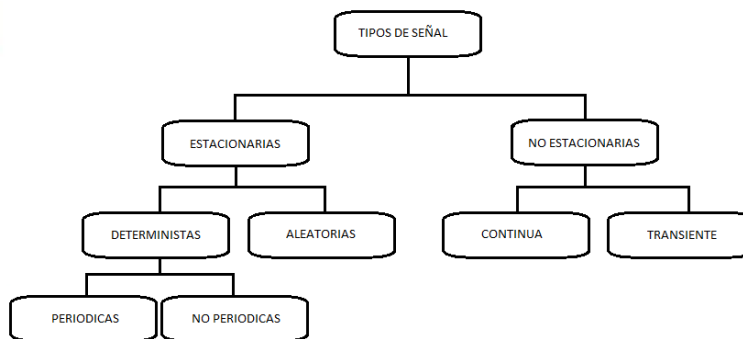 TIPOS DE SEÑAL
ESTACIONARIAS
NO ESTACIONARIAS
DETERMINISTAS
ALEATORIAS
CONTINUA
TRANSIENTE
PERIODICAS
NO PERIODICAS